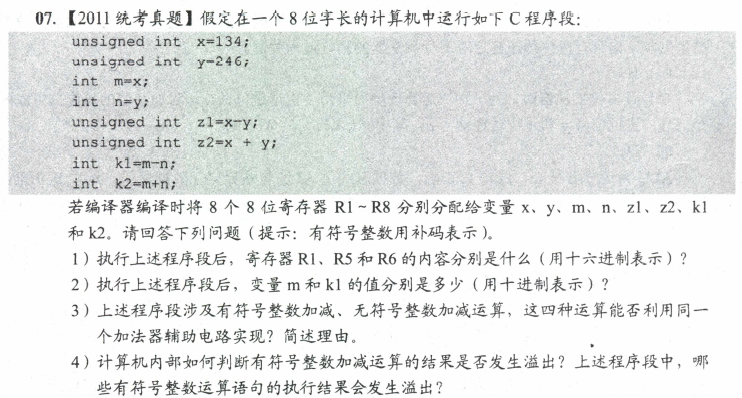 07.【2011 统考真题】假定在一个 8 位字长的计算机中运行如下 C 程序段：
unsigned int x=134;
unsigned int y=246;
int m=x;
int n=y;
unsigned int z1=x-y;
unsigned int z2=x + y;
int k1=m-n;
int k2=m+n;
若编译器编译时将 8 个 8 位寄存器 R1～R8 分别分配给变量 x、y、m、n、z1、z2、k1
和 k2。请回答下列问题（提示：有符号整数用补码表示）。
1）执行上述程序段后，寄存器 R1、R5 和 R6 的内容分别是什么（用十六进制表示）？
2）执行上述程序段后，变量 m 和 k1 的值分别是多少（用十进制表示）？
3）上述程序段涉及有符号整数加减、无符号整数加减运算，这四种运算能否利用同一
个加法器辅助电路实现？简述理由。
4）计算机内部如何判断有符号整数加减运算的结果是否发生溢出？上述程序段中，哪
些有符号整数运算语句的执行结果会发生溢出？